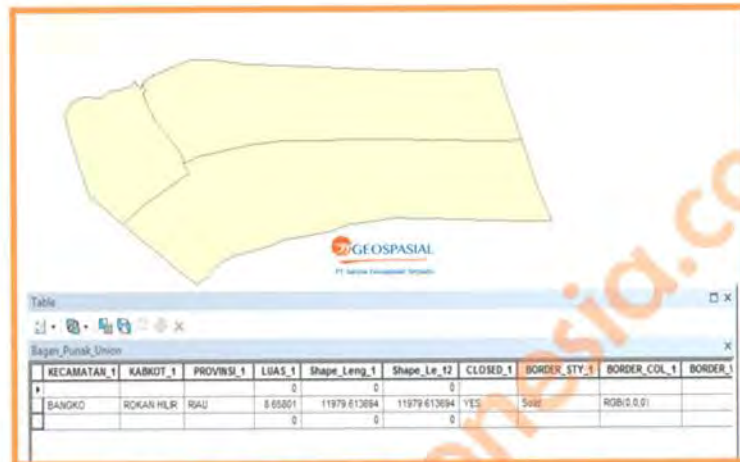 GEOSPASIAL
Table
Bagan_Punak_Union
KECAMATAN_1 KABKOT_1 PROVINSI_1 LUAS_1 Shape_Leng_1 Shape_Le_12 CLOSED_1 BORDER_STY_1 BORDER_COL_1 BORDER_
0 0 0
BANGKO ROKAN HILIR RIAU 8.65801 11979.613694 11979.613694 YES Solid RGB(0,0,0)
0 0 0
nesia.c